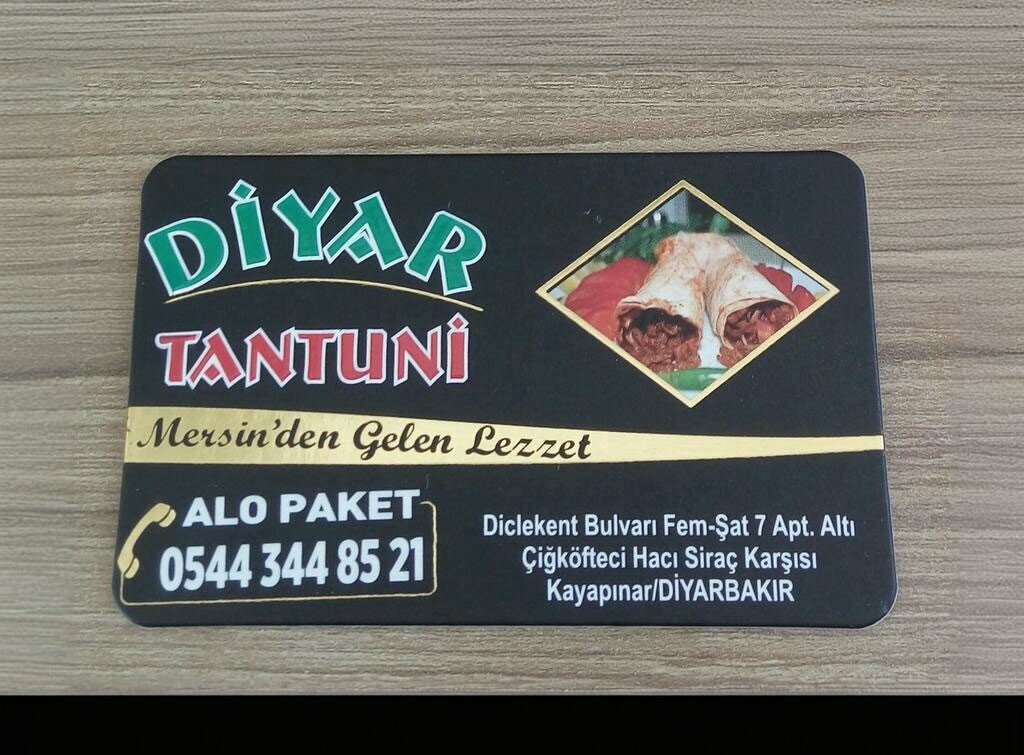 DİYAR
TANTUNİ
Mersin'den Gelen Lezzet
ALO PAKET
0544 344 85 21
Diclekent Bulvarı Fem-Şat 7 Apt. Altı
Çiğköfteci Hacı Siraç Karşısı
Kayapınar/DİYARBAKIR